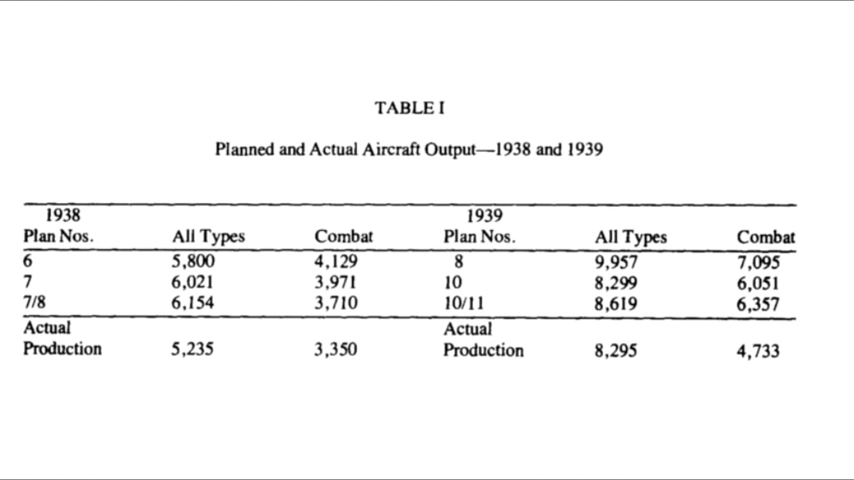 TABLE I
Planned and Actual Aircraft Output—1938 and 1939
1938 1939
Plan Nos. All Types Combat Plan Nos. All Types Combat
6 5,800 4,129 8 9,957 7,095
7 6,021 3,971 10 8,299 6,051
7/8 6,154 3,710 10/11 8,619 6,357
Actual Actual
Production 5,235 3,350 Production 8,295 4,733